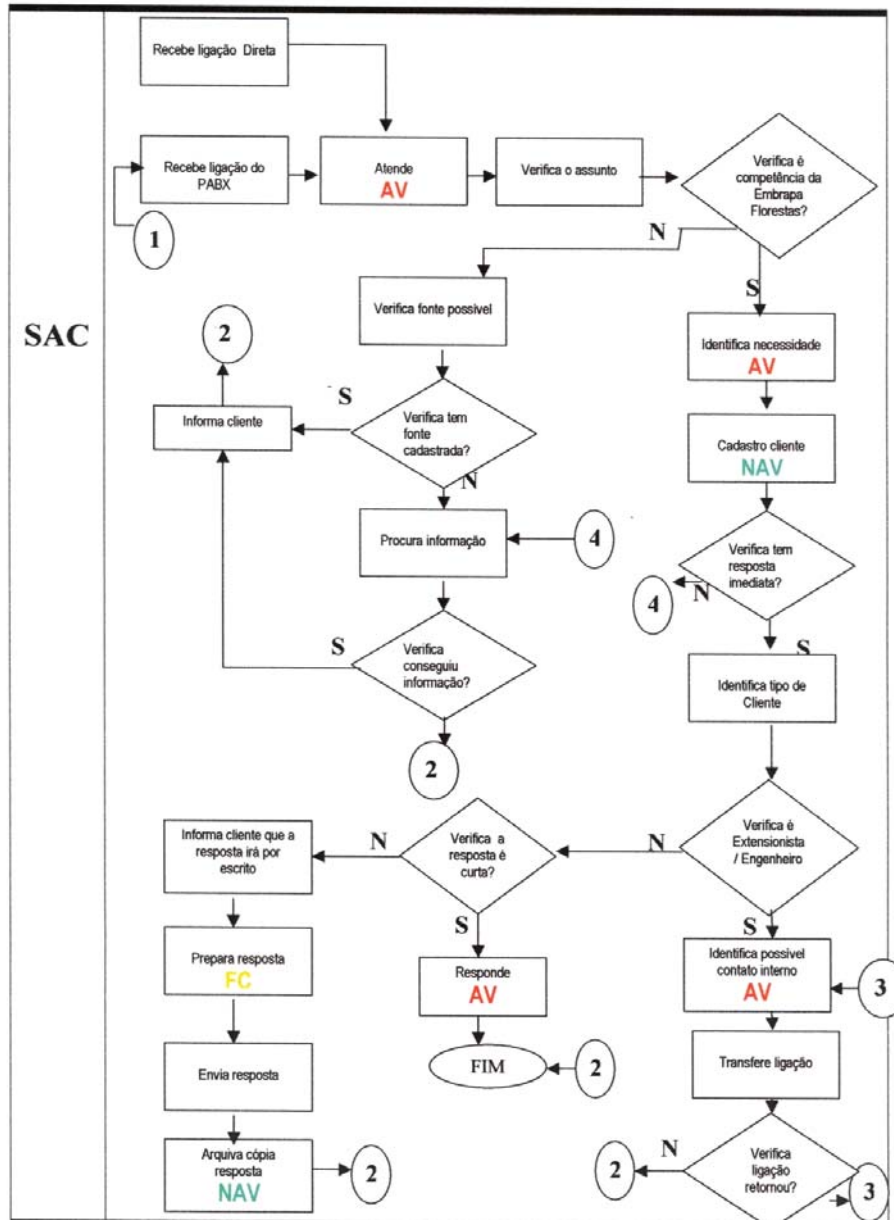 Recebe ligação Direta
Recebe ligação do
PABX
Atende
AV
Verifica o assunto
Verifica é
competência da
Embrapa
Florestas?
1
N
S
SAC
2
Verifica fonte possivel
Identifica necessidade
AV
Informa cliente
S
Verifica tem
fonte
cadastrada?
N
Cadastro cliente
NAV
Procura informação
4
Verifica tem
resposta
imediata?
N
4
S
S
Verifica
conseguiu
informação?
Identifica tipo de
Cliente
2
Informa cliente que a
resposta irá por
escrito
N
Verifica a
resposta é
curta?
N
Verifica é
Extensionista
/ Engenheiro
S
S
Prepara resposta
FC
Responde
AV
Identifica possivel
contato interno
AV
3
Envia resposta
FIM
2
Transfere ligação
Arquiva cópia
resposta
NAV
2
2
N
Verifica
ligação
retornou?
3